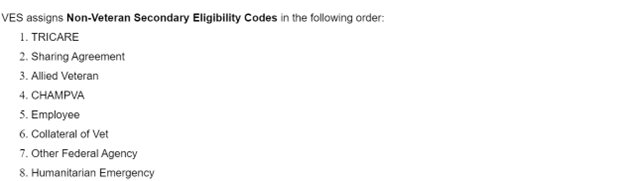 VES assigns Non-Veteran Secondary Eligibility Codes in the following order:
1. TRICARE
2. Sharing Agreement
3. Allied Veteran
4. CHAMPVA
5. Employee
6. Collateral of Vet
7. Other Federal Agency
8. Humanitarian Emergency